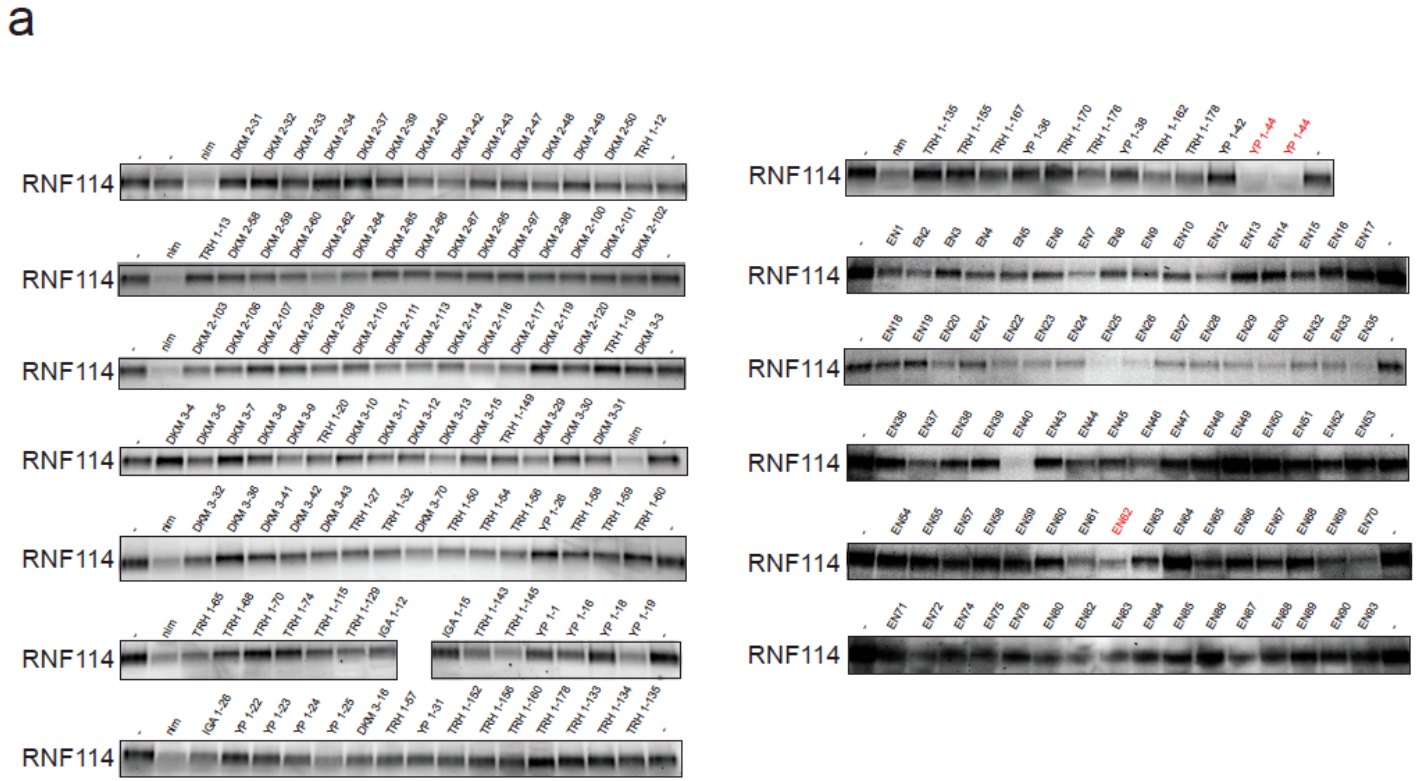 a
- - nim DKM 2-31 DKM 2-32 DKM 2-33 DKM 2-34 DKM 2-37 DKM 2-39 DKM 2-40 DKM 2-42 DKM 2-43 DKM 2-47 DKM 2-48 DKM 2-49 DKM 2-50 TRH 1-12 -
RNF114
- nim TRH 1-13 DKM 2-58 DKM 2-59 DKM 2-60 DKM 2-62 DKM 2-84 DKM 2-85 DKM 2-86 DKM 2-87 DKM 2-95 DKM 2-97 DKM 2-98 DKM 2-100 DKM 2-101 DKM 2-102 -
RNF114
- nim DKM 2-103 DKM 2-106 DKM 2-107 DKM 2-108 DKM 2-109 DKM 2-110 DKM 2-111 DKM 2-113 DKM 2-114 DKM 2-116 DKM 2-117 DKM 2-119 DKM 2-120 TRH 1-19 DKM 3-3 -
RNF114
- DKM 3-4 DKM 3-5 DKM 3-7 DKM 3-8 DKM 3-9 TRH 1-20 DKM 3-10 DKM 3-11 DKM 3-12 DKM 3-13 DKM 3-15 TRH 1-149 DKM 3-29 DKM 3-30 DKM 3-31 nim -
RNF114
- nim DKM 3-32 DKM 3-36 DKM 3-41 DKM 3-42 DKM 3-43 TRH 1-27 TRH 1-32 DKM 3-70 TRH 1-50 TRH 1-54 TRH 1-56 YP 1-26 TRH 1-58 TRH 1-59 TRH 1-60 -
RNF114
- nim TRH 1-65 TRH 1-68 TRH 1-70 TRH 1-74 TRH 1-115 TRH 1-129 IGA 1-12 IGA 1-15 TRH 1-143 TRH 1-145 YP 1-1 YP 1-16 YP 1-18 YP 1-19 -
RNF114
- nim IGA 1-26 YP 1-22 YP 1-23 YP 1-24 YP 1-25 DKM 3-16 TRH 1-57 YP 1-31 TRH 1-152 TRH 1-156 TRH 1-160 TRH 1-178 TRH 1-133 TRH 1-134 TRH 1-135 -
RNF114
- nim TRH 1-135 TRH 1-155 TRH 1-167 YP 1-36 TRH 1-170 TRH 1-176 YP 1-38 TRH 1-162 TRH 1-178 YP 1-42 YP 1-44 YP 1-44 -
RNF114
- EN1 EN2 EN3 EN4 EN5 EN6 EN7 EN8 EN9 EN10 EN12 EN13 EN14 EN15 EN16 EN17 -
RNF114
- EN18 EN19 EN20 EN21 EN22 EN23 EN24 EN25 EN26 EN27 EN28 EN29 EN30 EN32 EN33 EN35 -
RNF114
- EN36 EN37 EN38 EN39 EN40 EN43 EN44 EN45 EN46 EN47 EN48 EN49 EN50 EN51 EN52 EN53 -
RNF114
- EN54 EN55 EN57 EN58 EN59 EN60 EN61 EN62 EN63 EN64 EN65 EN66 EN67 EN68 EN69 EN70 -
RNF114
- EN71 EN72 EN74 EN75 EN78 EN80 EN82 EN83 EN84 EN85 EN86 EN87 EN88 EN89 EN90 EN93 -
RNF114